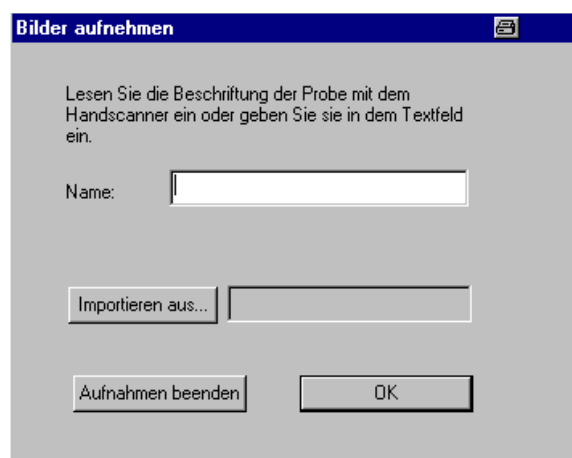 Bilder aufnehmen
Lesen Sie die Beschriftung der Probe mit dem
Handscanner ein oder geben Sie sie in dem Textfeld
ein.
Name:
Importieren aus...
Aufnahmen beenden
OK